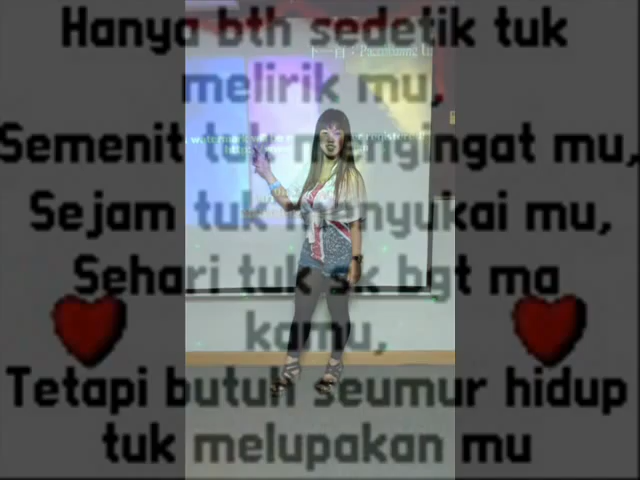 Hanya bth sedetik tuk
melirik mu,
Semenit tuk mengingat mu,
Sejam tuk menyukai mu,
Sehari tuk sk bgt ma
kamu,
Tetapi butuh seumur hidup
tuk melupakan mu